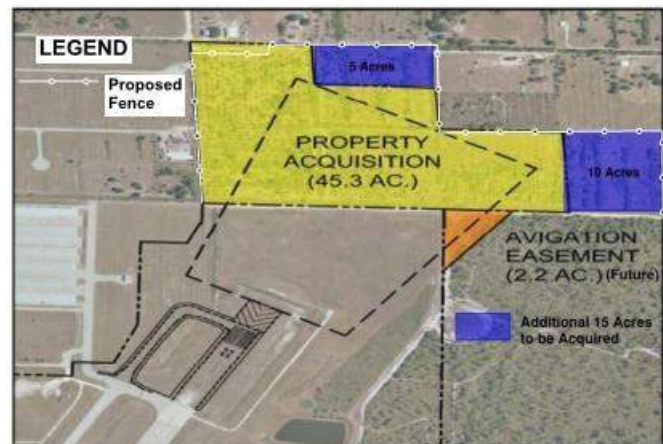 LEGEND
Proposed
Fence
5 Acres
PROPERTY
ACQUISITION
(45.3 AC.)
10 Acres
AVIGATION
EASEMENT
(2.2 AC.) (Future)
Additional 15 Acres
to be Acquired